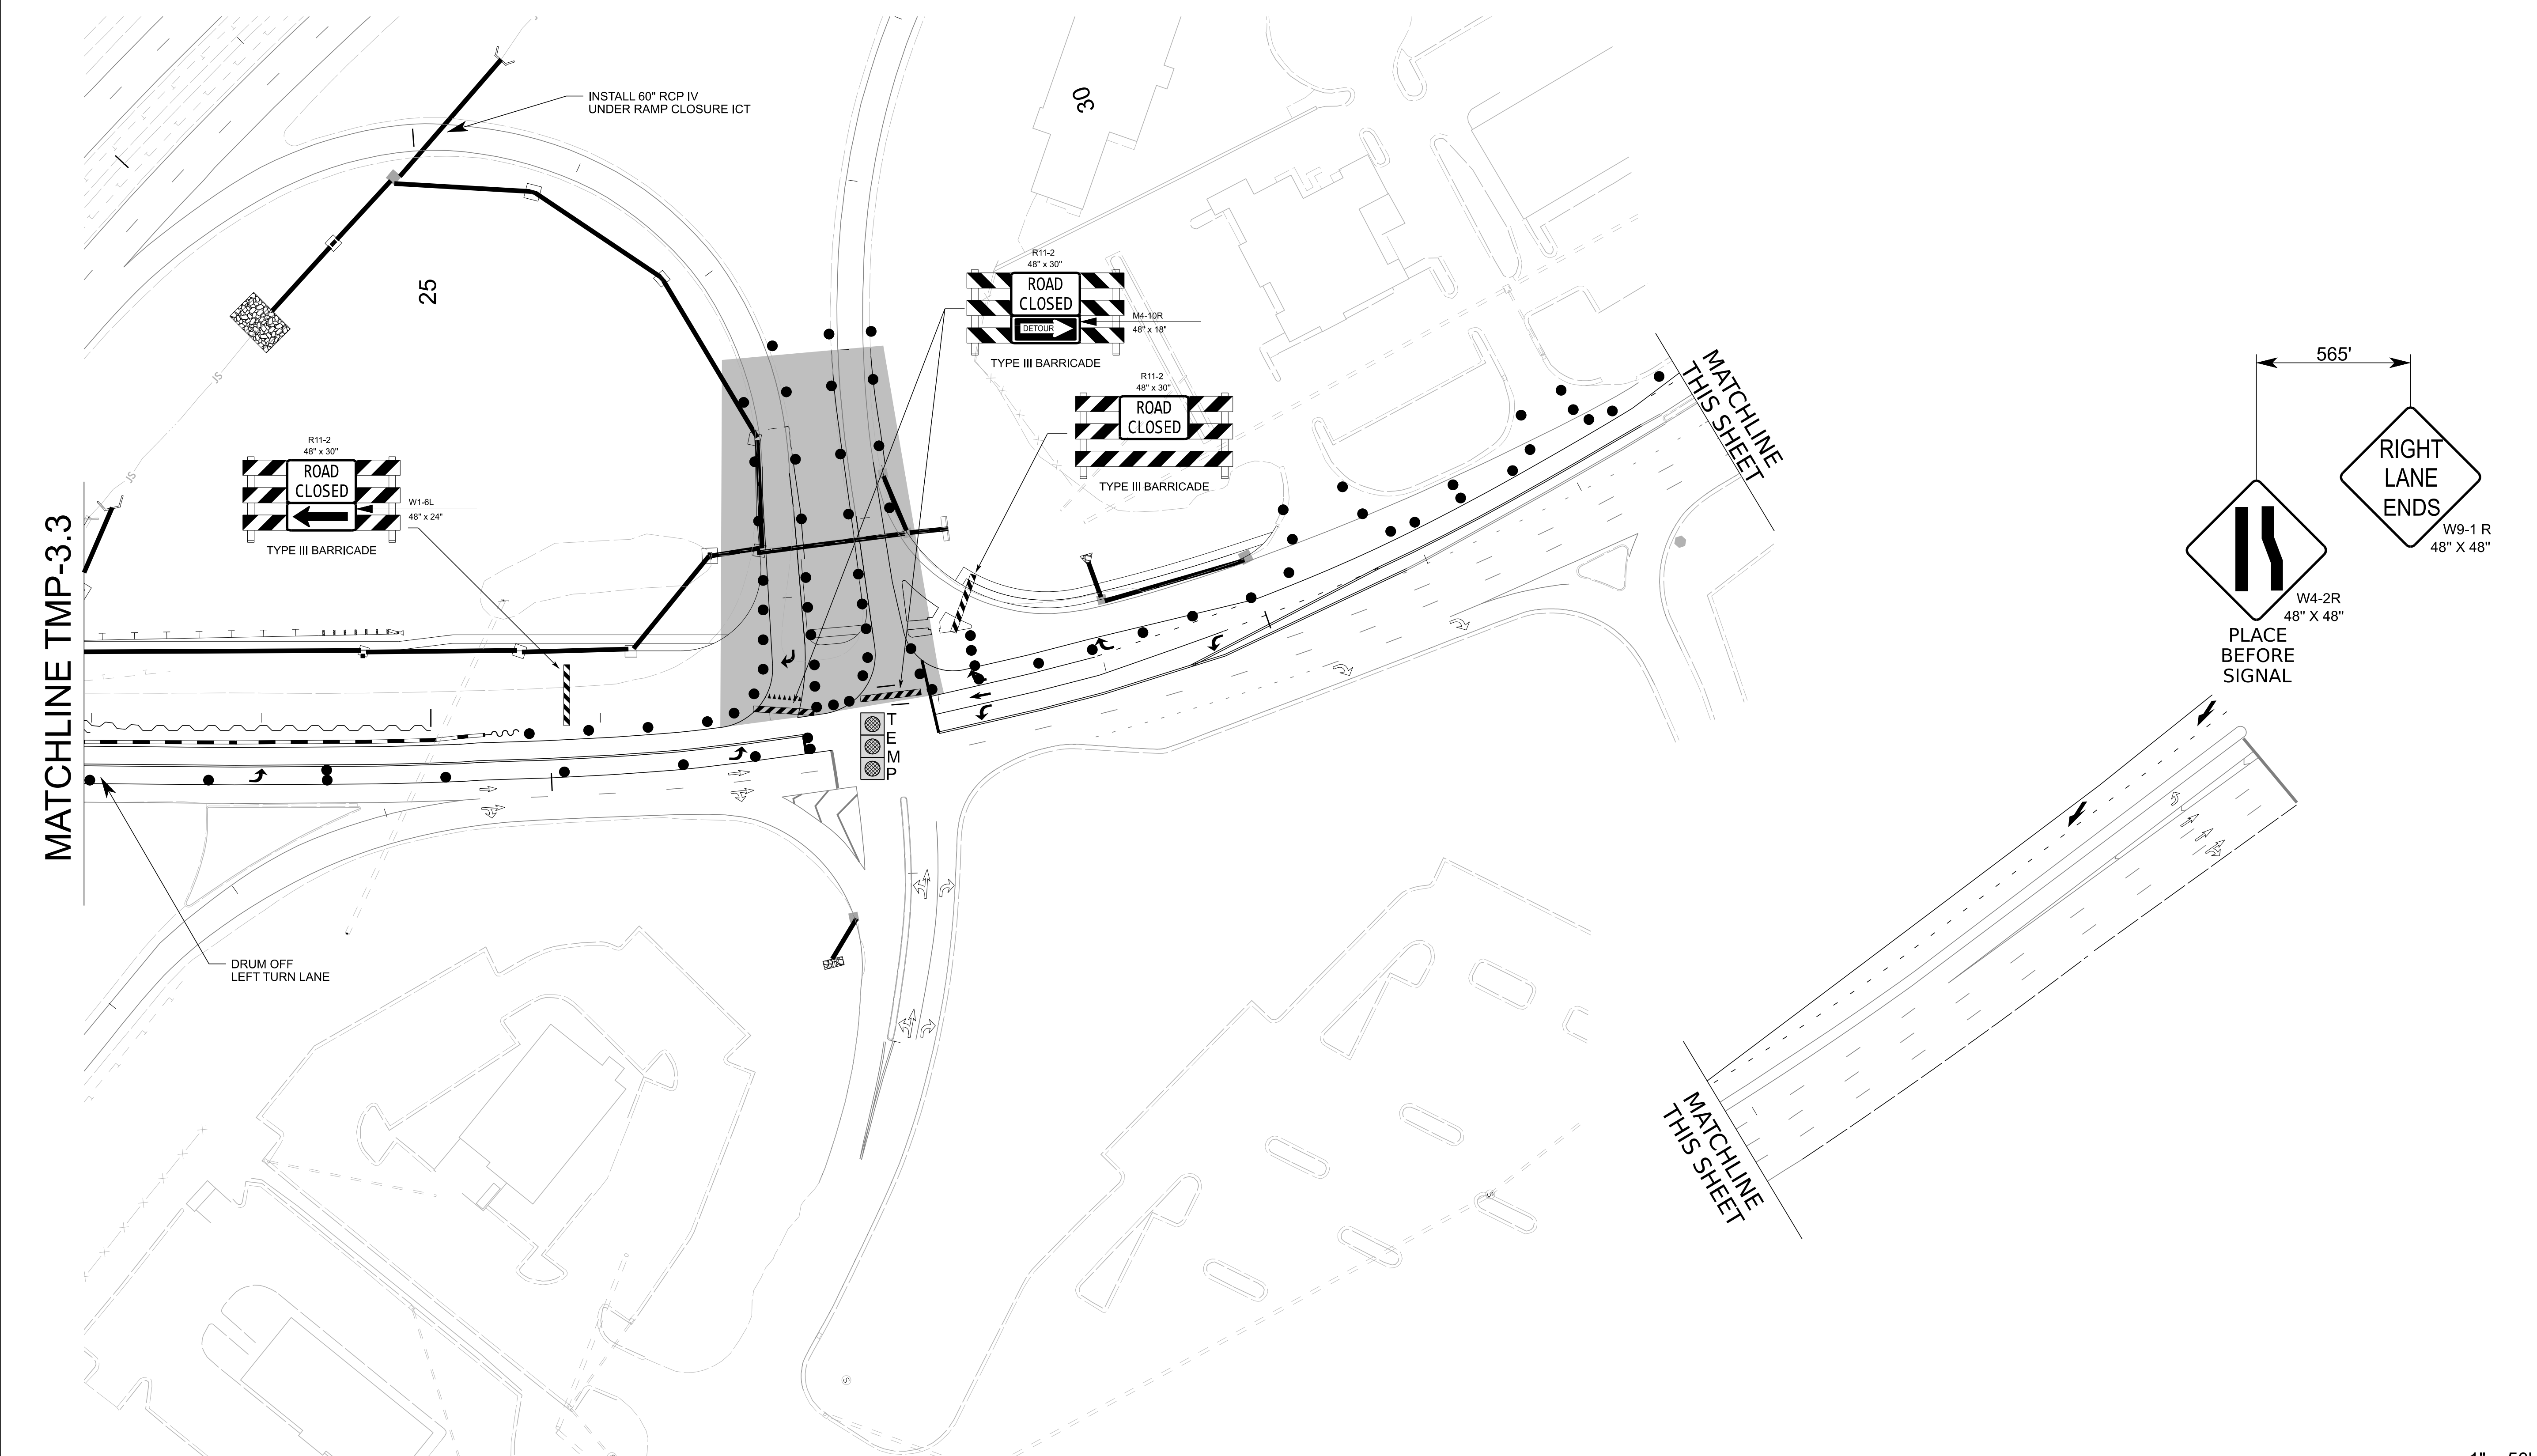 INSTALL 60" RCP IV
UNDER RAMP CLOSURE ICT
30
25
R11-2
48" x 30"
ROAD
CLOSED
DETOUR
M4-10R
48" x 18"
TYPE III BARRICADE
R11-2
48" x 30"
ROAD
CLOSED
TYPE III BARRICADE
R11-2
48" x 30"
ROAD
CLOSED
W1-6L
48" x 24"
TYPE III BARRICADE
JS
JS
MATCHLINE TMP-3.3
MATCHLINE
THIS SHEET
565'
RIGHT
LANE
ENDS
W9-1 R
48" X 48"
W4-2R
48" X 48"
PLACE
BEFORE
SIGNAL
TEMP
DRUM OFF
LEFT TURN LANE
MATCHLINE
THIS SHEET
S
S